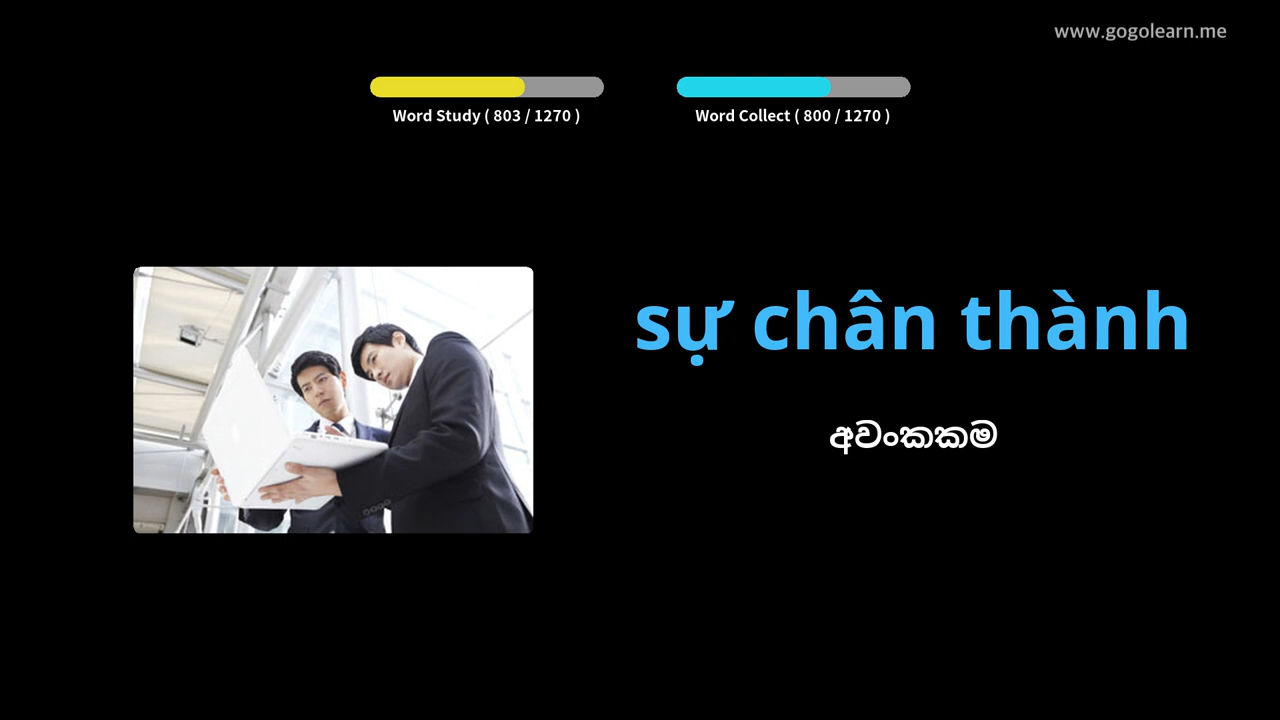 www.gogolearn.me
Word Study ( 803 / 1270 )
Word Collect ( 800 / 1270 )
sự chân thành
අවංකකම